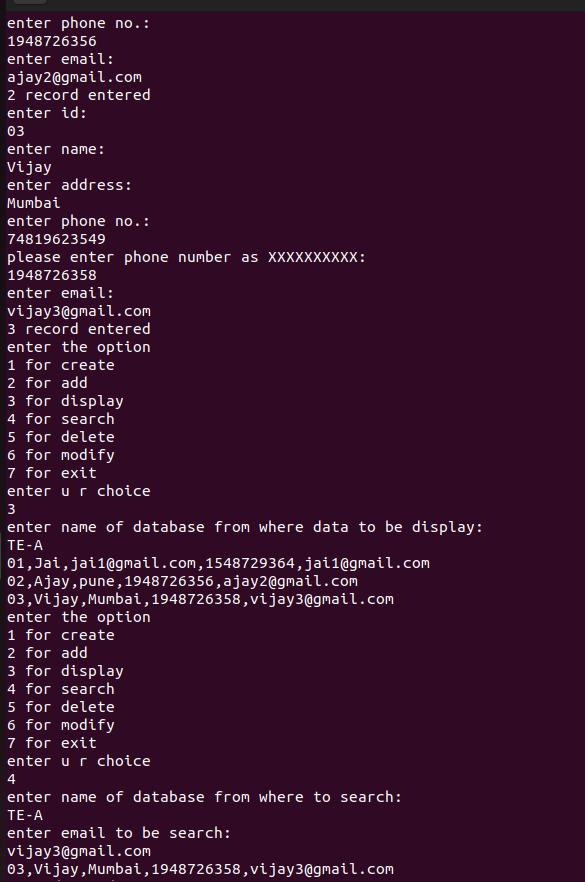 enter phone no.:
1948726356
enter email:
ajay2@gmail.com
2 record entered
enter id:
03
enter name:
Vijay
enter address:
Mumbai
enter phone no.:
74819623549
please enter phone number as XXXXXXXXXX:
1948726358
enter email:
vijay3@gmail.com
3 record entered
enter the option
1 for create
2 for add
3 for display
4 for search
5 for delete
6 for modify
7 for exit
enter u r choice
3
enter name of database from where data to be display:
TE-A
01,Jai,jai1@gmail.com,1548729364,jai1@gmail.com
02,Ajay,pune,1948726356,ajay2@gmail.com
03,Vijay,Mumbai,1948726358,vijay3@gmail.com
enter the option
1 for create
2 for add
3 for display
4 for search
5 for delete
6 for modify
7 for exit
enter u r choice
4
enter name of database from where to search:
TE-A
enter email to be search:
vijay3@gmail.com
03,Vijay,Mumbai,1948726358,vijay3@gmail.com